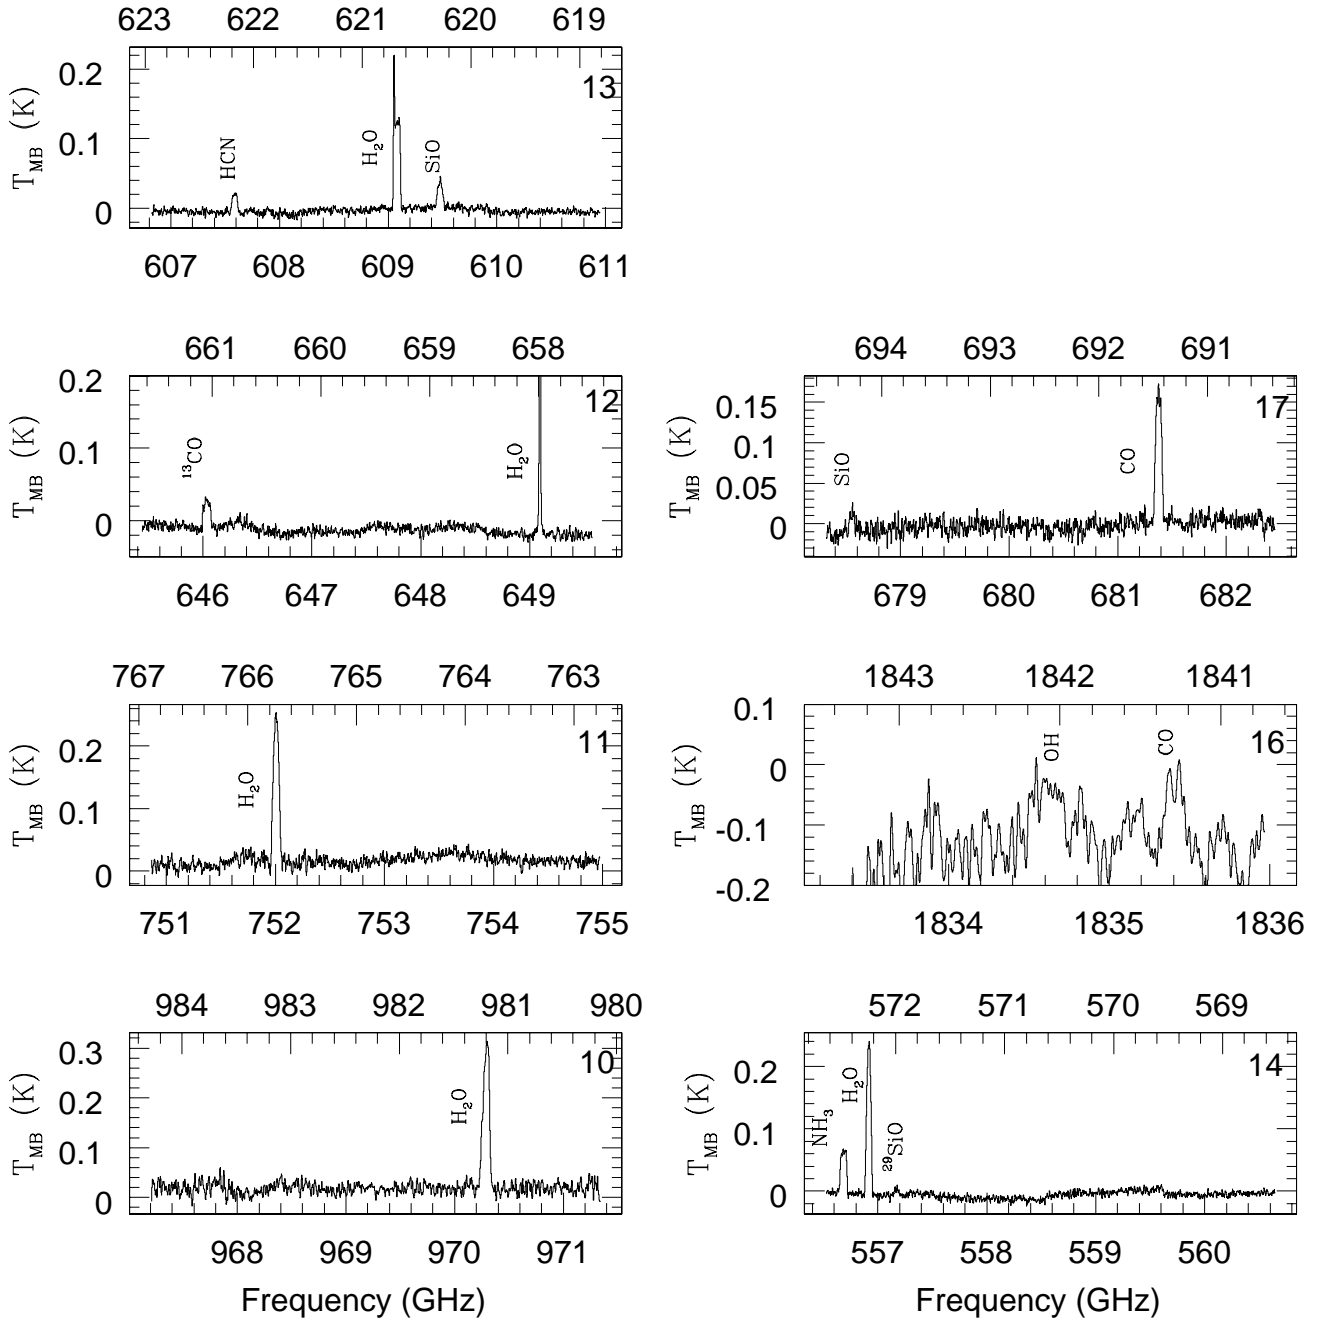 623 622 621 620 619
0.2
0.1
0
T_MB (K)
HCN
H₂O
SiO
13
607 608 609 610 611
661 660 659 658
0.2
0.1
0
T_MB (K)
¹³CO
H₂O
12
646 647 648 649
694 693 692 691
0.15
0.1
0.05
0
T_MB (K)
SiO
CO
17
679 680 681 682
767 766 765 764 763
0.2
0.1
0
T_MB (K)
H₂O
11
751 752 753 754 755
1843 1842 1841
0.1
0
-0.1
-0.2
T_MB (K)
OH
CO
16
1834 1835 1836
984 983 982 981 980
0.3
0.2
0.1
0
T_MB (K)
H₂O
10
968 969 970 971
Frequency (GHz)
572 571 570 569
0.2
0.1
0
T_MB (K)
NH₃
H₂O
²⁹SiO
14
557 558 559 560
Frequency (GHz)